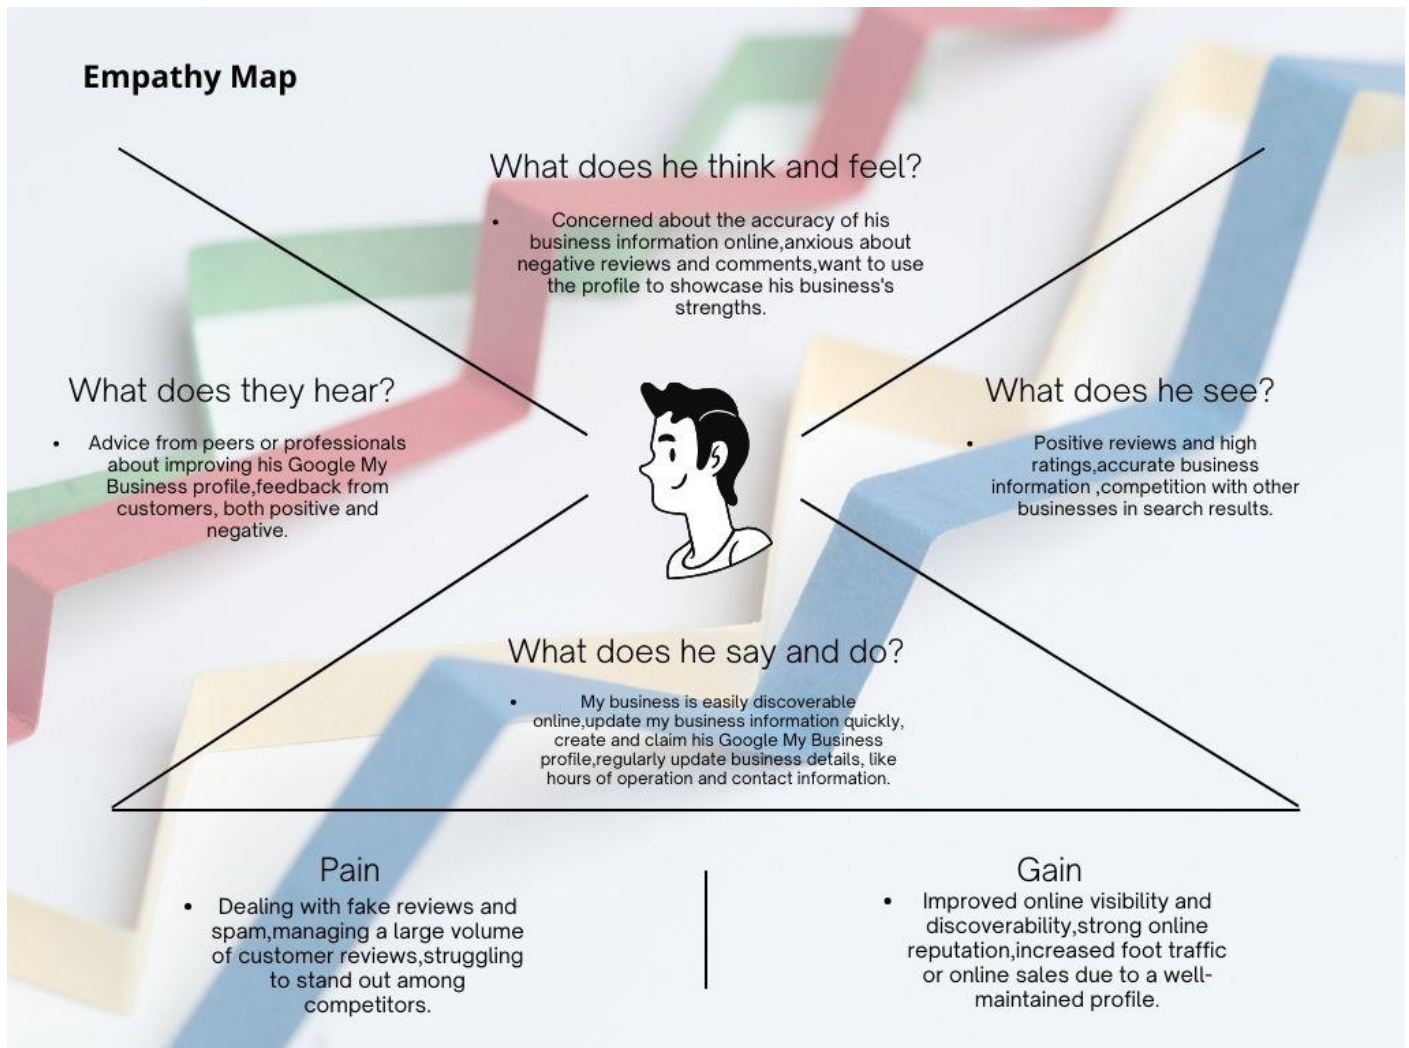 Empathy Map
What does he think and feel?
• Concerned about the accuracy of his
business information online,anxious about
negative reviews and comments,want to use
the profile to showcase his business's
strengths.
What does they hear?
• Advice from peers or professionals
about improving his Google My
Business profile,feedback from
customers, both positive and
negative.
What does he see?
• Positive reviews and high
ratings,accurate business
information ,competition with other
businesses in search results.
What does he say and do?
• My business is easily discoverable
online,update my business information quickly,
create and claim his Google My Business
profile,regularly update business details, like
hours of operation and contact information.
Pain
• Dealing with fake reviews and
spam,managing a large volume
of customer reviews,struggling
to stand out among
competitors.
Gain
• Improved online visibility and
discoverability,strong online
reputation,increased foot traffic
or online sales due to a well-
maintained profile.